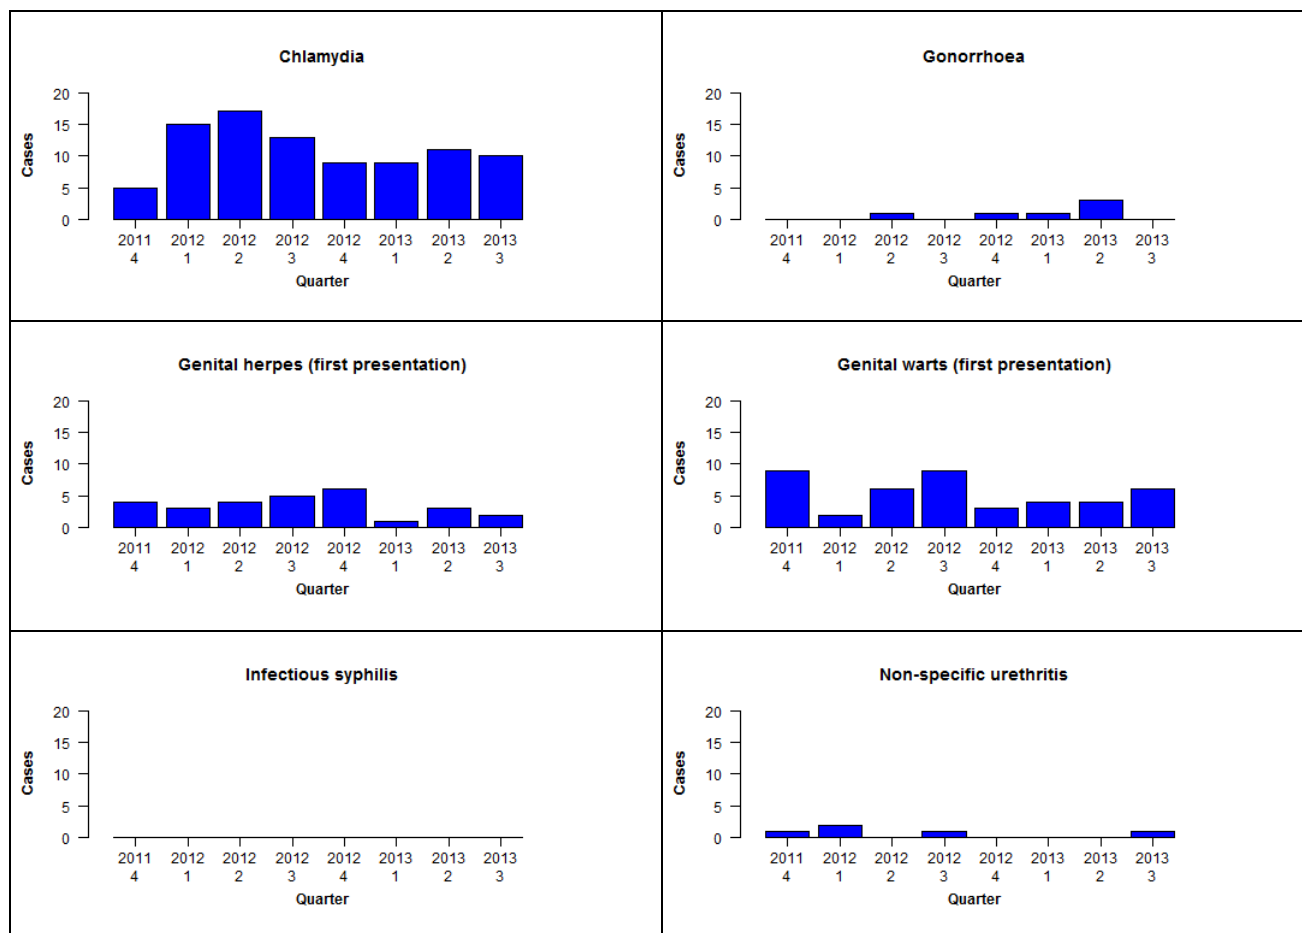 Chlamydia
20
15
10
5
0
Cases
2011 2012 2012 2012 2012 2013 2013 2013
4 1 2 3 4 1 2 3
Quarter
Gonorrhoea
20
15
10
5
0
Cases
2011 2012 2012 2012 2012 2013 2013 2013
4 1 2 3 4 1 2 3
Quarter
Genital herpes (first presentation)
20
15
10
5
0
Cases
2011 2012 2012 2012 2012 2013 2013 2013
4 1 2 3 4 1 2 3
Quarter
Genital warts (first presentation)
20
15
10
5
0
Cases
2011 2012 2012 2012 2012 2013 2013 2013
4 1 2 3 4 1 2 3
Quarter
Infectious syphilis
20
15
10
5
0
Cases
2011 2012 2012 2012 2012 2013 2013 2013
4 1 2 3 4 1 2 3
Quarter
Non-specific urethritis
20
15
10
5
0
Cases
2011 2012 2012 2012 2012 2013 2013 2013
4 1 2 3 4 1 2 3
Quarter